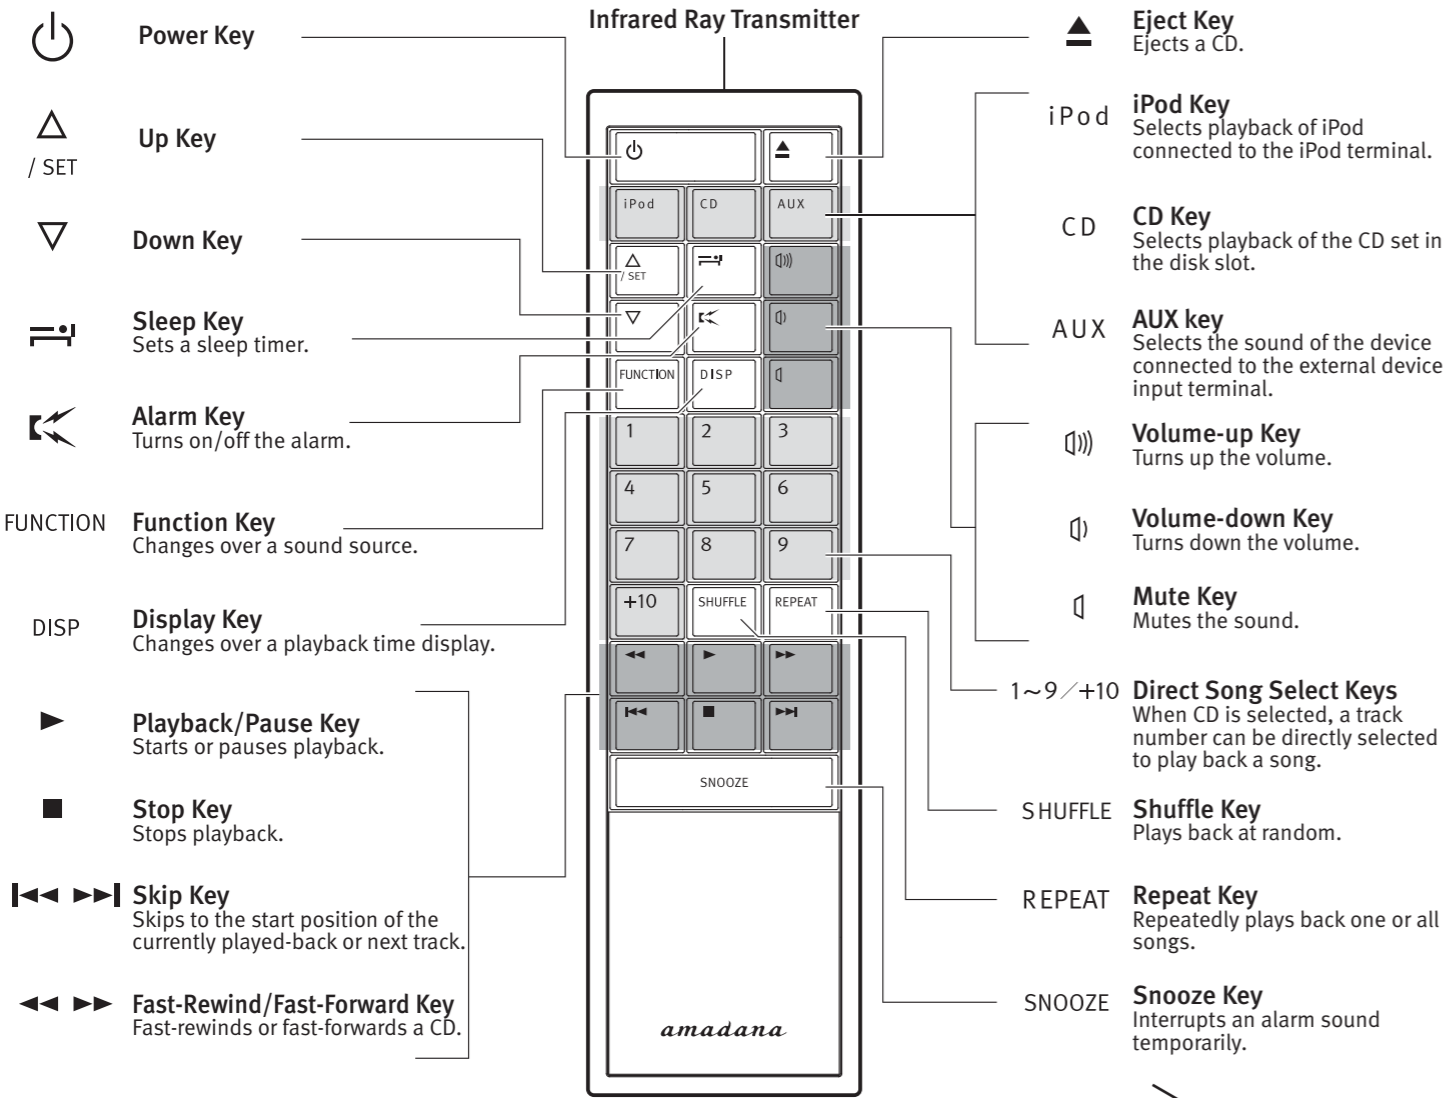 Infrared Ray Transmitter
Power Key
/ SET
Up Key
Down Key
Sleep Key
Sets a sleep timer.
Alarm Key
Turns on/off the alarm.
FUNCTION
Function Key
Changes over a sound source.
DISP
Display Key
Changes over a playback time display.
Playback/Pause Key
Starts or pauses playback.
Stop Key
Stops playback.
Skip Key
Skips to the start position of the
currently played-back or next track.
Fast-Rewind/Fast-Forward Key
Fast-rewinds or fast-forwards a CD.
iPod CD AUX
/ SET
FUNCTION DISP
1 2 3
4 5 6
7 8 9
+10 SHUFFLE REPEAT
SNOOZE
amadana
Eject Key
Ejects a CD.
iPod
iPod Key
Selects playback of iPod
connected to the iPod terminal.
CD
CD Key
Selects playback of the CD set in
the disk slot.
AUX
AUX key
Selects the sound of the device
connected to the external device
input terminal.
Volume-up Key
Turns up the volume.
Volume-down Key
Turns down the volume.
Mute Key
Mutes the sound.
1~9/+10
Direct Song Select Keys
When CD is selected, a track
number can be directly selected
to play back a song.
SHUFFLE
Shuffle Key
Plays back at random.
REPEAT
Repeat Key
Repeatedly plays back one or all
songs.
SNOOZE
Snooze Key
Interrupts an alarm sound
temporarily.